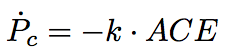 Ṗ_c = −k · ACE